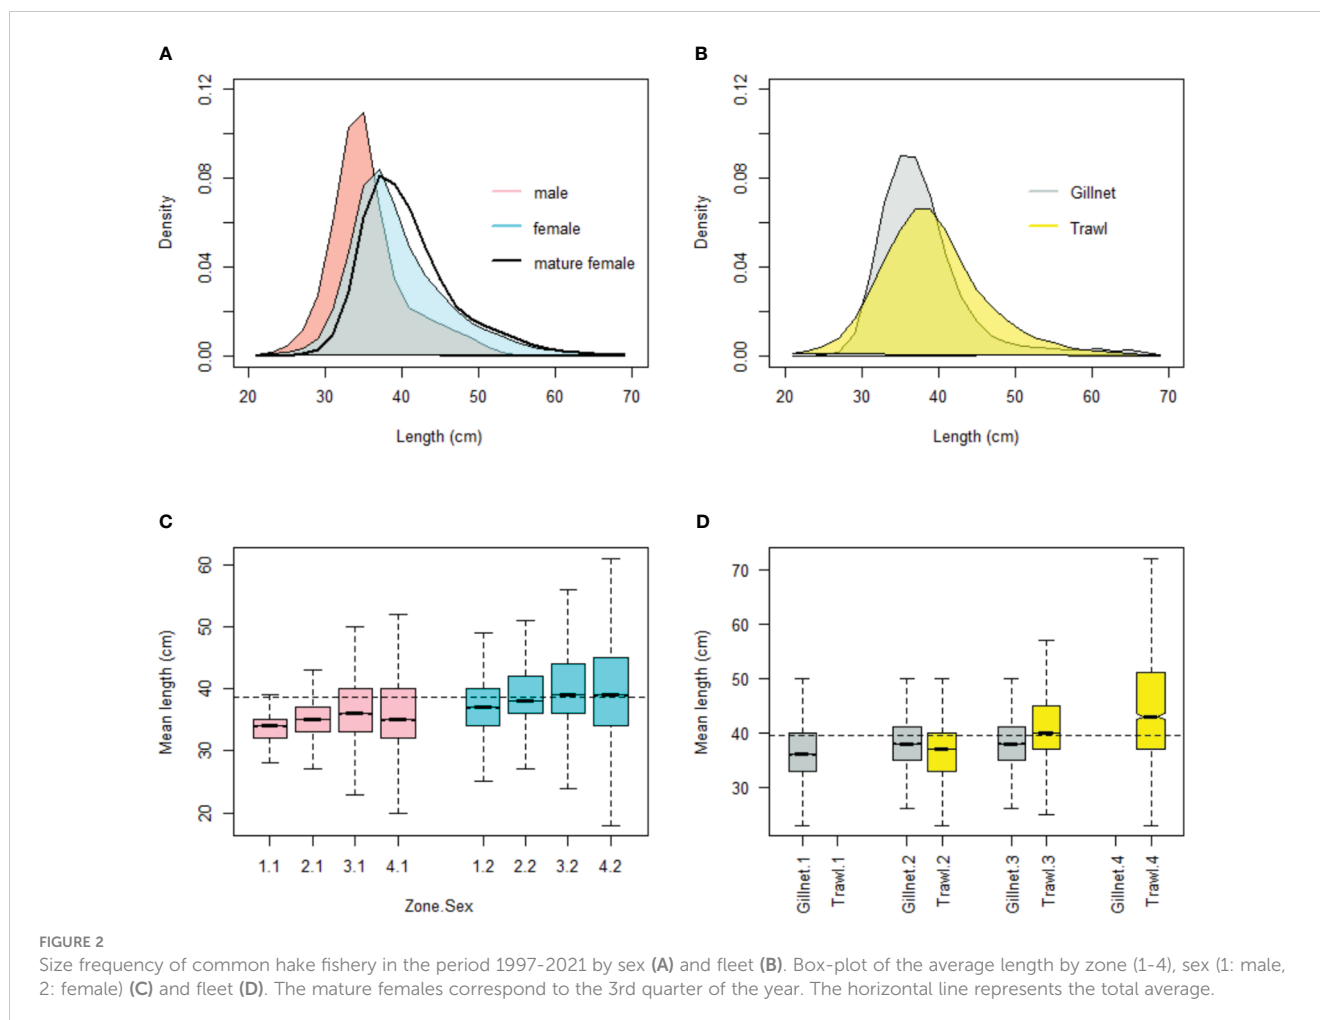 A
B
0.12
0.08
0.04
0.00
Density
male
female
mature female
20 30 40 50 60 70
Length (cm)
0.12
0.08
0.04
0.00
Density
Gillnet
Trawl
20 30 40 50 60 70
Length (cm)
C
D
60
50
40
30
20
Mean length (cm)
1.1 2.1 3.1 4.1 1.2 2.2 3.2 4.2
Zone.Sex
70
60
50
40
30
Mean length (cm)
Gillnet.1
Trawl.1
Gillnet.2
Trawl.2
Gillnet.3
Trawl.3
Gillnet.4
Trawl.4
FIGURE 2
Size frequency of common hake fishery in the period 1997-2021 by sex (A) and fleet (B). Box-plot of the average length by zone (1-4), sex (1: male,
2: female) (C) and fleet (D). The mature females correspond to the 3rd quarter of the year. The horizontal line represents the total average.